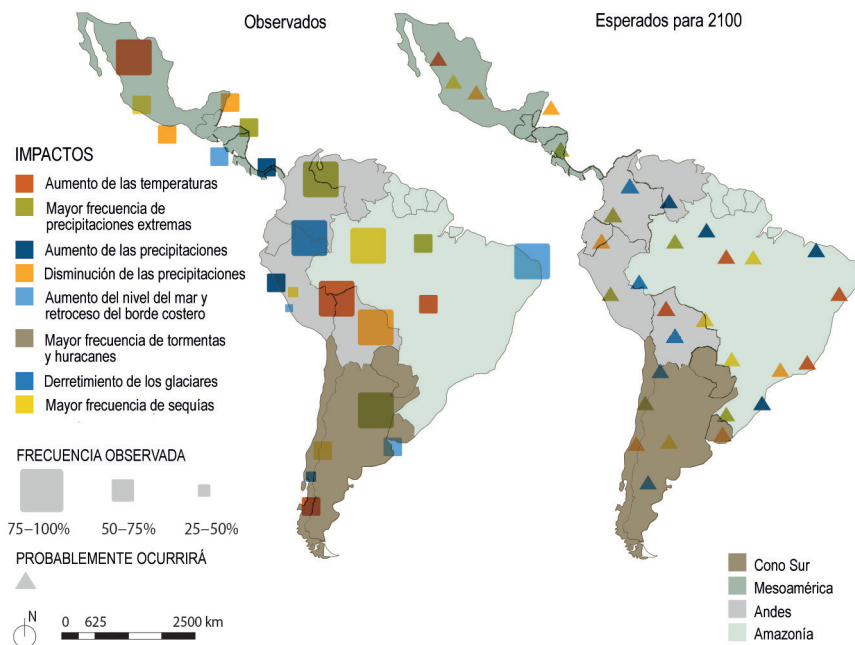 Observados
Esperados para 2100
IMPACTOS
Aumento de las temperaturas
Mayor frecuencia de
precipitaciones extremas
Aumento de las precipitaciones
Disminución de las precipitaciones
Aumento del nivel del mar y
retroceso del borde costero
Mayor frecuencia de tormentas
y huracanes
Derretimiento de los glaciares
Mayor frecuencia de sequías
FRECUENCIA OBSERVADA
75–100%
50–75%
25–50%
PROBABLEMENTE OCURRIRÁ
N
0
625
2500 km
Cono Sur
Mesoamérica
Andes
Amazonía